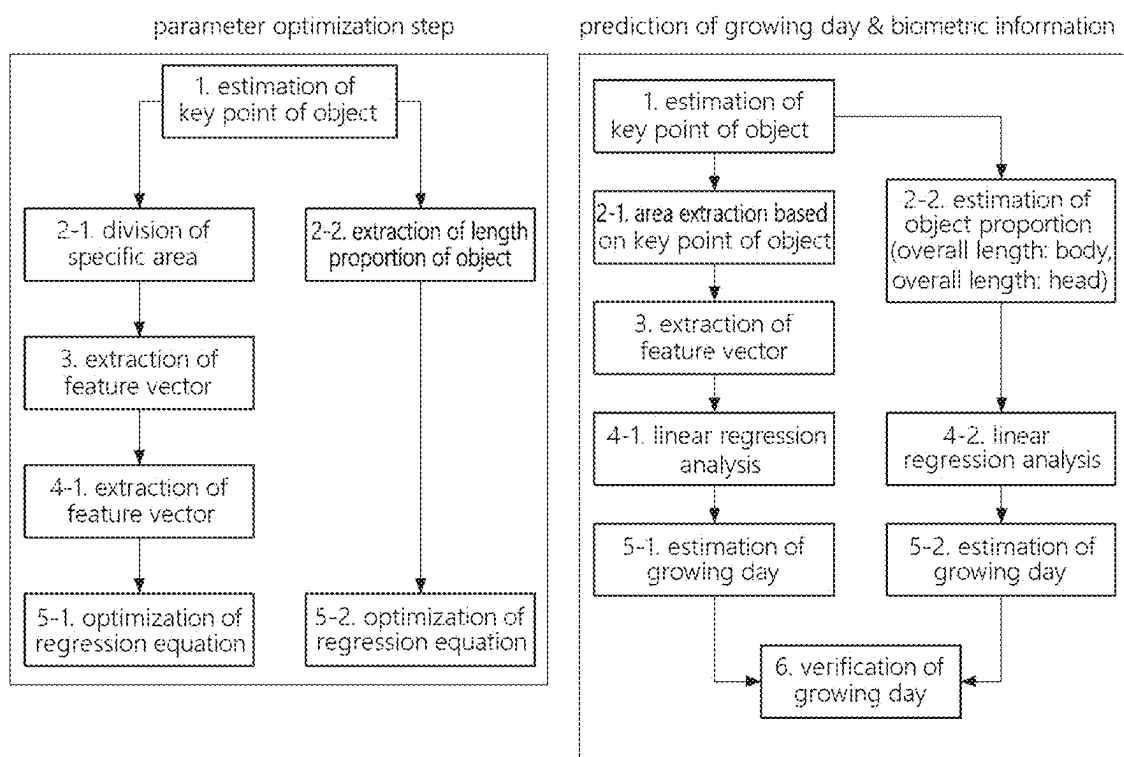 parameter optimization step
1. estimation of
key point of object
2-1. division of
specific area
2-2. extraction of length
proportion of object
3. extraction of
feature vector
4-1. extraction of
feature vector
5-1. optimization of
regression equation
5-2. optimization of
regression equation
prediction of growing day & biometric information
1. estimation of
key point of object
2-1. area extraction based
on key point of object
2-2. estimation of
object proportion
(overall length: body,
overall length: head)
3. extraction of
feature vector
4-1. linear regression
analysis
4-2. linear
regression analysis
5-1. estimation of
growing day
5-2. estimation of
growing day
6. verification of
growing day